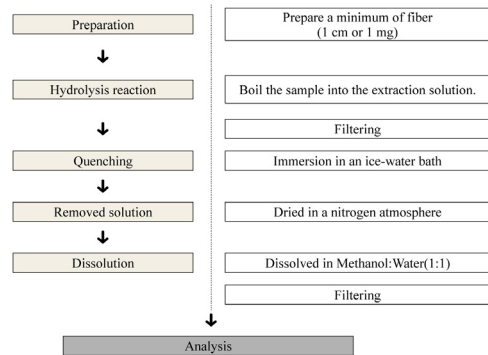 Preparation
Prepare a minimum of fiber
(1 cm or 1 mg)
Hydrolysis reaction
Boil the sample into the extraction solution.
Filtering
Quenching
Immersion in an ice-water bath
Removed solution
Dried in a nitrogen atmosphere
Dissolution
Dissolved in Methanol:Water(1:1)
Filtering
Analysis